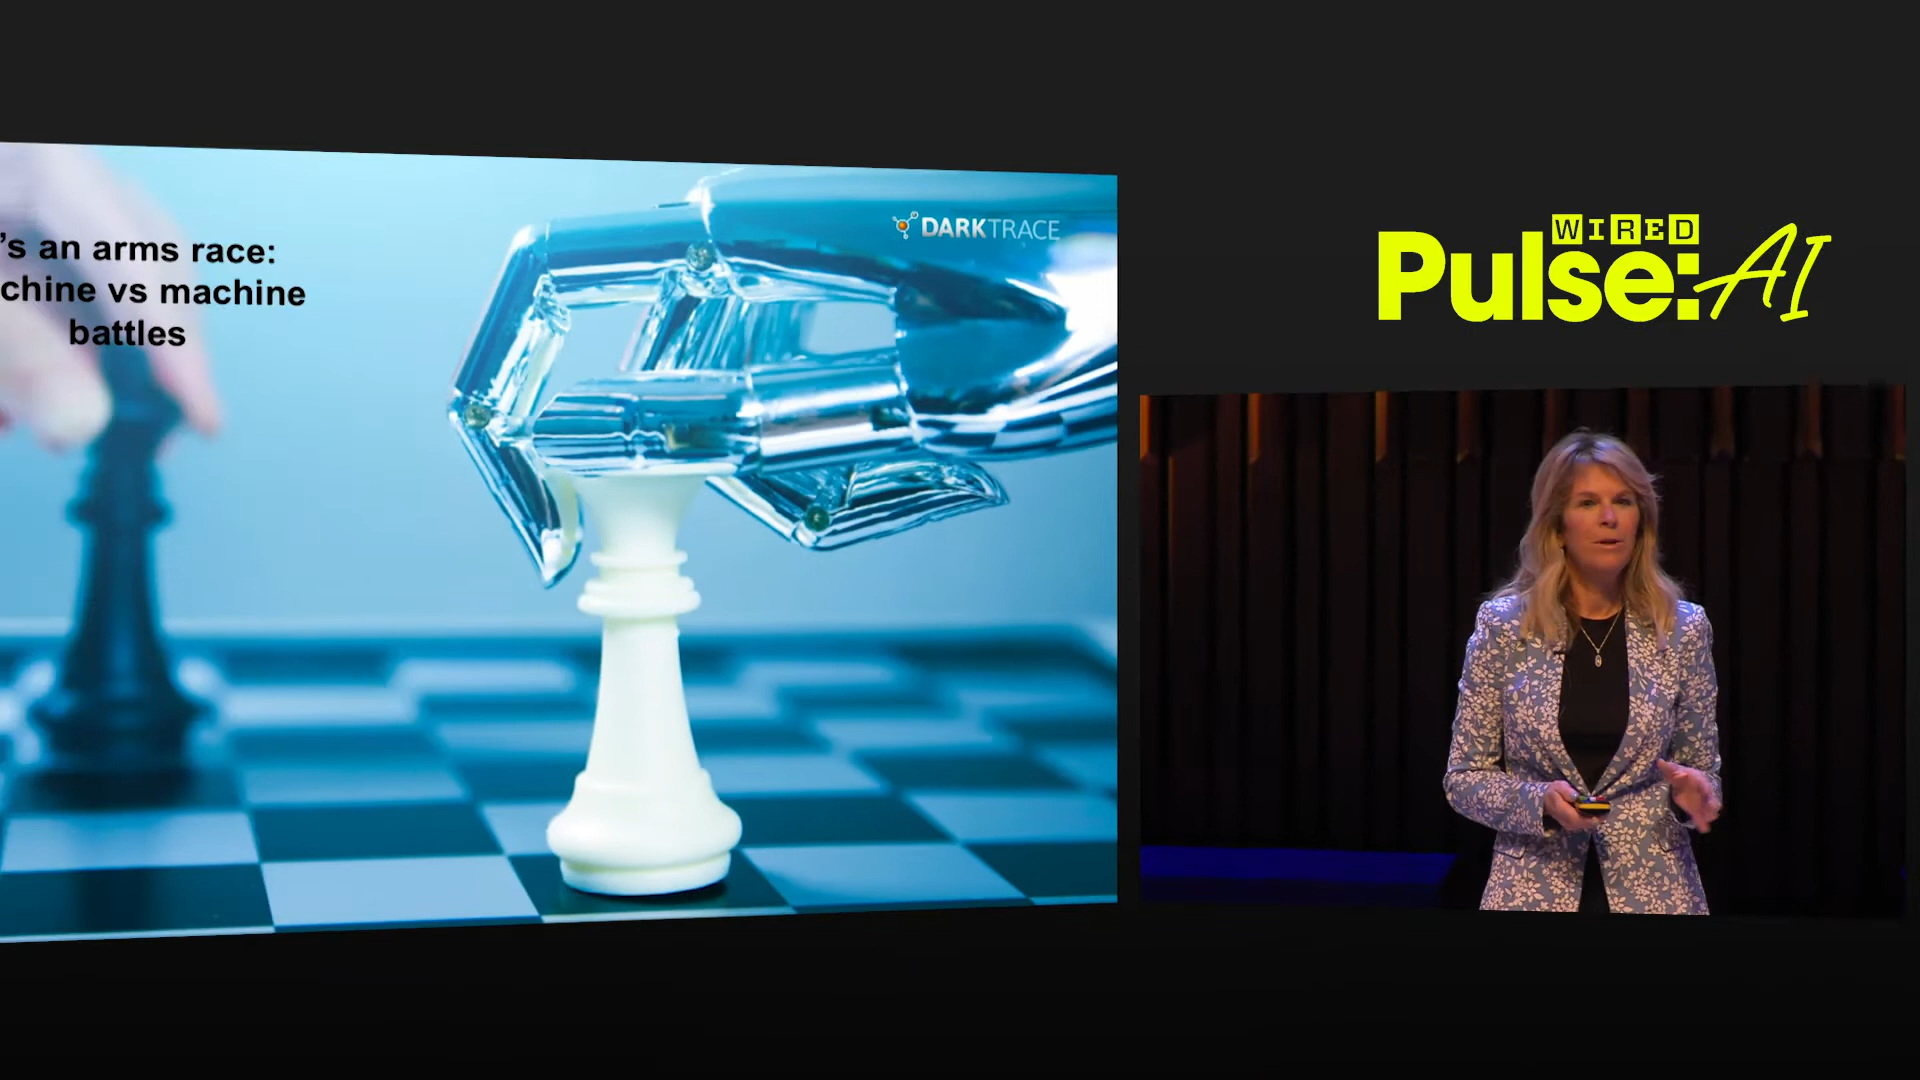 's an arms race:
chine vs machine
battles
DARKTRACE
WIRED
Pulse:AI